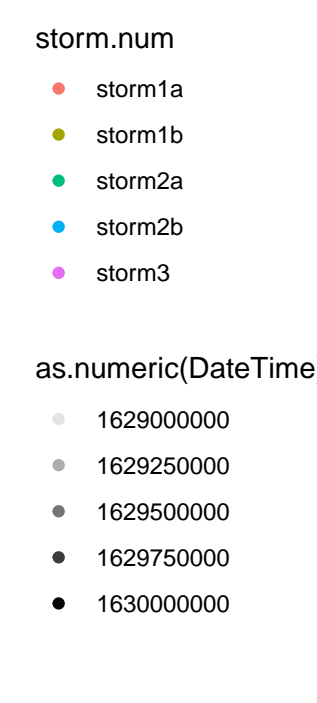 storm.num
storm1a
storm1b
storm2a
storm2b
storm3
as.numeric(DateTime)
1629000000
1629250000
1629500000
1629750000
1630000000